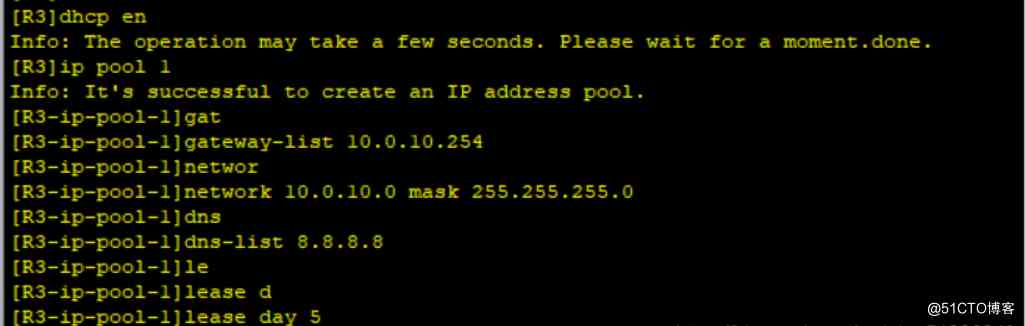 [R3]dhcp en
Info: The operation may take a few seconds. Please wait for a moment.done.
[R3]ip pool 1
Info: It's successful to create an IP address pool.
[R3-ip-pool-1]gat
[R3-ip-pool-1]gateway-list 10.0.10.254
[R3-ip-pool-1]networ
[R3-ip-pool-1]network 10.0.10.0 mask 255.255.255.0
[R3-ip-pool-1]dns
[R3-ip-pool-1]dns-list 8.8.8.8
[R3-ip-pool-1]le
[R3-ip-pool-1]lease d
[R3-ip-pool-1]lease day 5
@51CTO博客